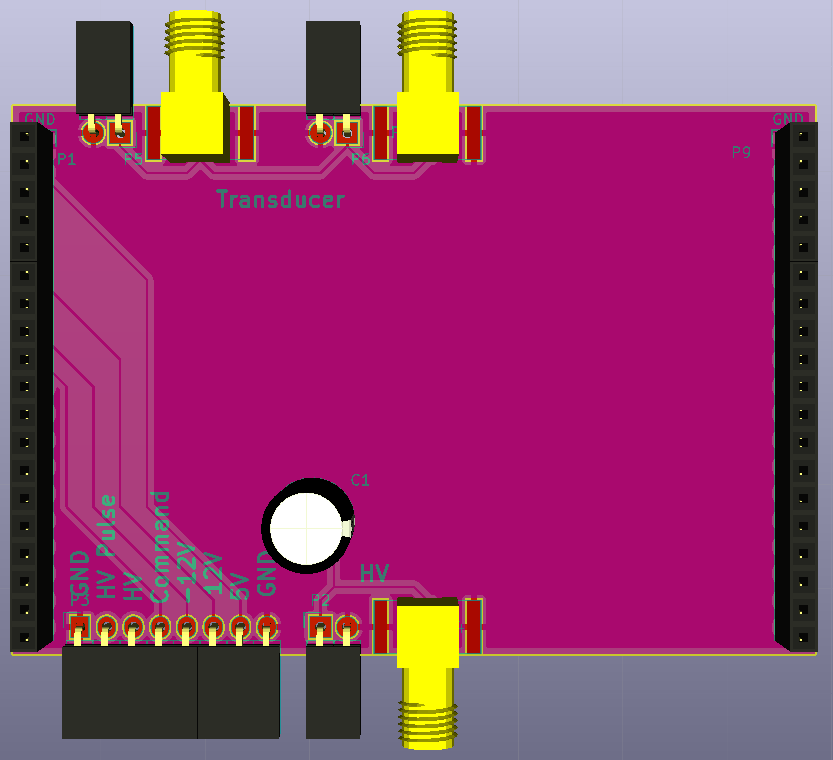 GND
GND
P1
P5
P6
P9
Transducer
C1
GND
HV Pulse
HV
Command
-12V
12V
5V
GND
HV
P3
P2